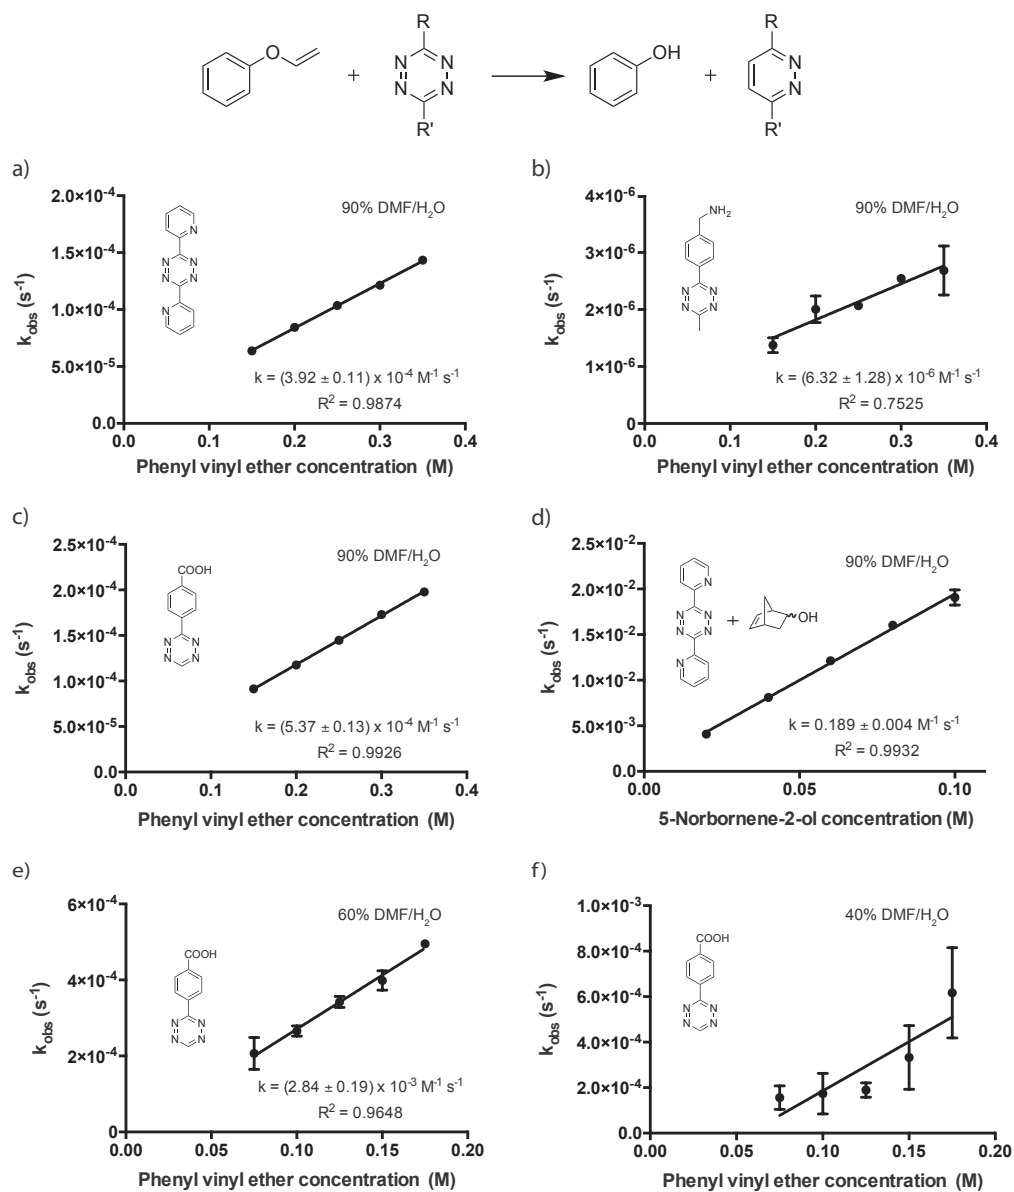 O
+
R
N N
N N
R'
OH
+
R
N
N
R'
a)
2.0×10-4
1.5×10-4
1.0×10-4
5.0×10-5
0.0
kobs (s-1)
90% DMF/H2O
N
N N
N N
N
k = (3.92 ± 0.11) x 10-4 M-1 s-1
R2 = 0.9874
0.0 0.1 0.2 0.3 0.4
Phenyl vinyl ether concentration (M)
b)
4×10-6
3×10-6
2×10-6
1×10-6
0
kobs (s-1)
90% DMF/H2O
NH2
N N
N N
k = (6.32 ± 1.28) x 10-6 M-1 s-1
R2 = 0.7525
0.0 0.1 0.2 0.3 0.4
Phenyl vinyl ether concentration (M)
c)
2.5×10-4
2.0×10-4
1.5×10-4
1.0×10-4
5.0×10-5
0.0
kobs (s-1)
90% DMF/H2O
COOH
N N
N N
k = (5.37 ± 0.13) x 10-4 M-1 s-1
R2 = 0.9926
0.0 0.1 0.2 0.3 0.4
Phenyl vinyl ether concentration (M)
d)
2.5×10-2
2.0×10-2
1.5×10-2
1.0×10-2
5.0×10-3
0.0
kobs (s-1)
90% DMF/H2O
N
N N
N N
N
+
OH
k = 0.189 ± 0.004 M-1 s-1
R2 = 0.9932
0.00 0.05 0.10
5-Norbornene-2-ol concentration (M)
e)
6×10-4
4×10-4
2×10-4
0
kobs (s-1)
60% DMF/H2O
COOH
N N
N N
k = (2.84 ± 0.19) x 10-3 M-1 s-1
R2 = 0.9648
0.00 0.05 0.10 0.15 0.20
Phenyl vinyl ether concentration (M)
f)
1.0×10-3
8.0×10-4
6.0×10-4
4.0×10-4
2.0×10-4
0.0
kobs (s-1)
40% DMF/H2O
COOH
N N
N N
0.00 0.05 0.10 0.15 0.20
Phenyl vinyl ether concentration (M)